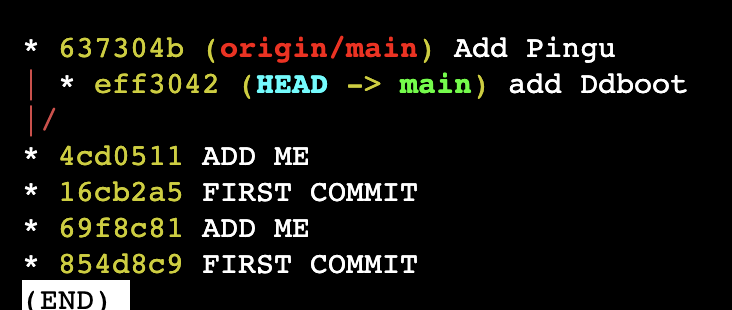 * 637304b (origin/main) Add Pingu
| * eff3042 (HEAD -> main) add Ddboot
|/
* 4cd0511 ADD ME
* 16cb2a5 FIRST COMMIT
* 69f8c81 ADD ME
* 854d8c9 FIRST COMMIT
(END)